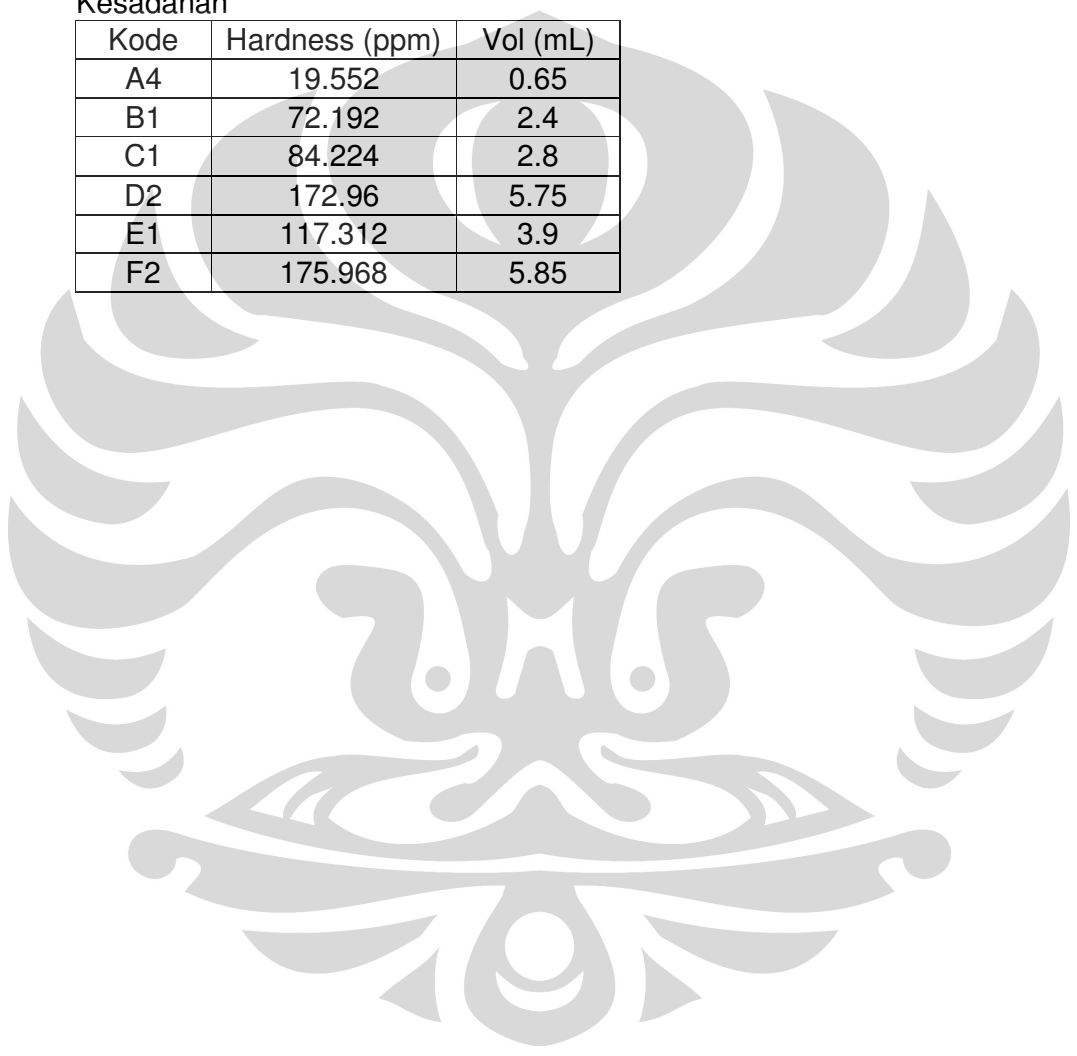 Kesadahan
Kode Hardness (ppm) Vol (mL)
A4 19.552 0.65
B1 72.192 2.4
C1 84.224 2.8
D2 172.96 5.75
E1 117.312 3.9
F2 175.968 5.85